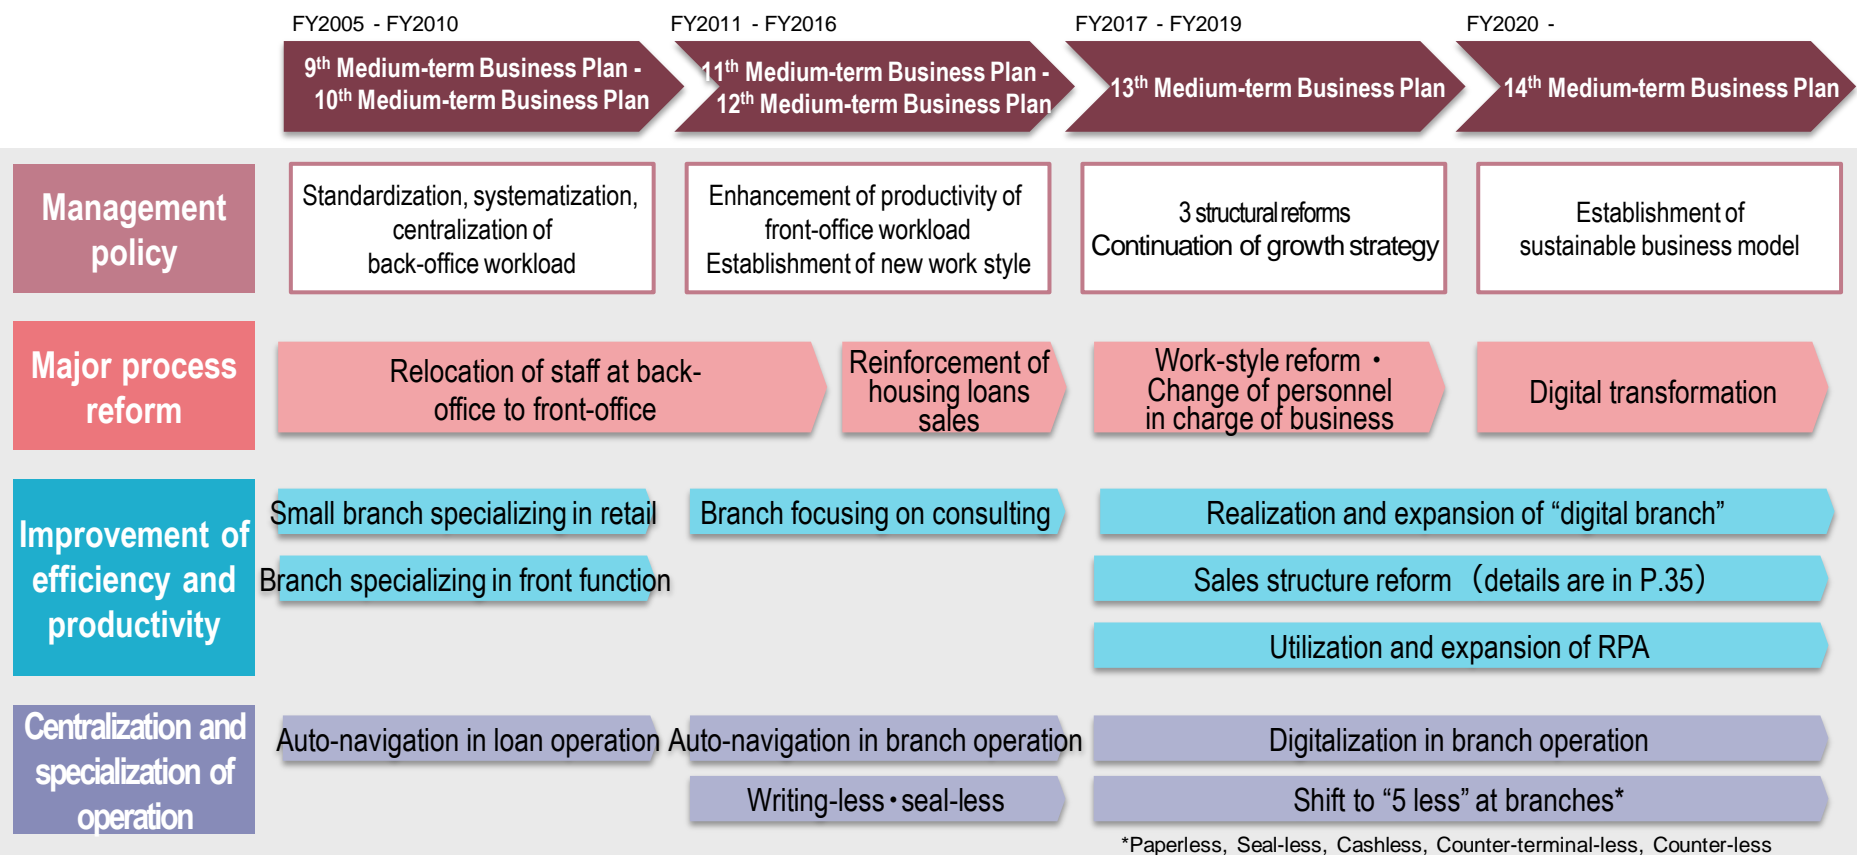 FY2005 - FY2010
FY2011 - FY2016
FY2017 - FY2019
FY2020 -
9th Medium-term Business Plan -
10th Medium-term Business Plan
11th Medium-term Business Plan -
12th Medium-term Business Plan
13th Medium-term Business Plan
14th Medium-term Business Plan
Management
policy
Standardization, systematization,
centralization of
back-office workload
Enhancement of productivity of
front-office workload
Establishment of new work style
3 structural reforms
Continuation of growth strategy
Establishment of
sustainable business model
Major process
reform
Relocation of staff at back-
office to front-office
Reinforcement of
housing loans
sales
Work-style reform・
Change of personnel
in charge of business
Digital transformation
Improvement of
efficiency and
productivity
Small branch specializing in retail
Branch focusing on consulting
Realization and expansion of “digital branch”
Branch specializing in front function
Sales structure reform （details are in P.35）
Utilization and expansion of RPA
Centralization and
specialization of
operation
Auto-navigation in loan operation
Auto-navigation in branch operation
Digitalization in branch operation
Writing-less・seal-less
Shift to “5 less” at branches*
*Paperless, Seal-less, Cashless, Counter-terminal-less, Counter-less